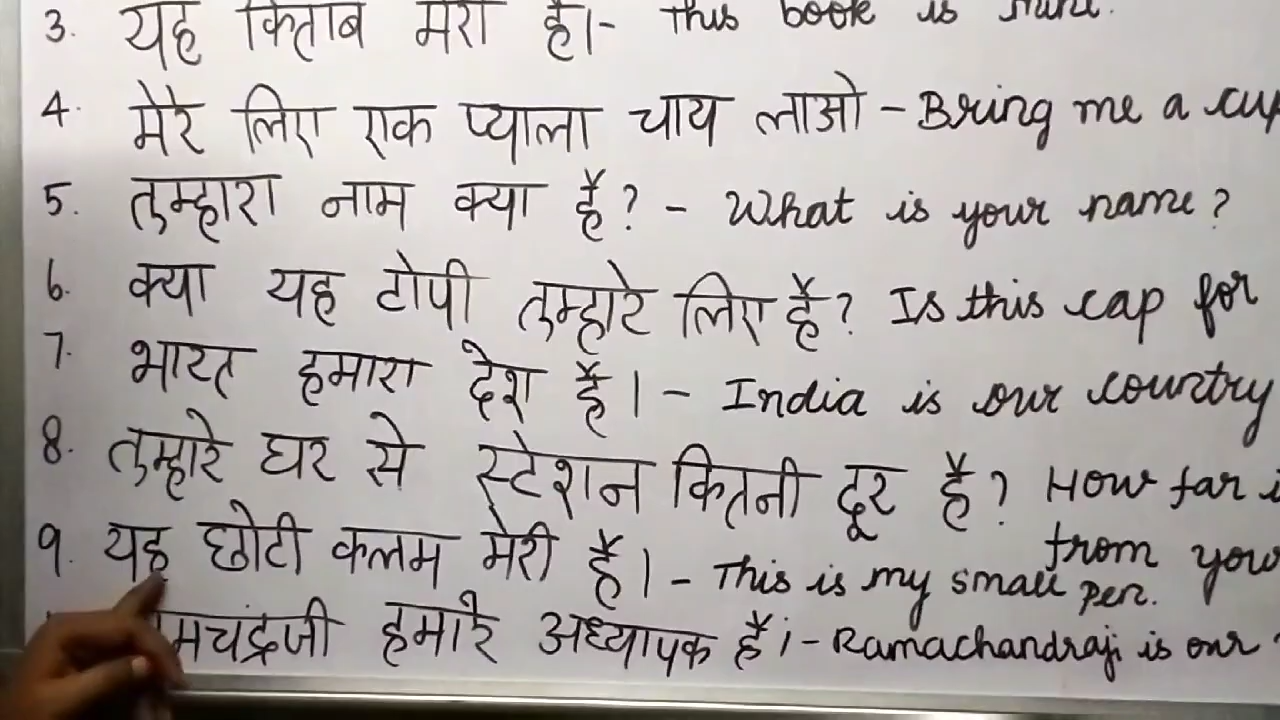 3. यह किताब मेरी है।- This book is mine.
4. मेरे लिए एक प्याला चाय लाओ - Bring me a cup
5. तुम्हारा नाम क्या है? - What is your name?
6. क्या यह टोपी तुम्हारे लिए है? Is this cap for
7. भारत हमारा देश है। - India is our country
8. तुम्हारे घर से स्टेशन कितनी दूर है? How far i
from your
9. यह छोटी कलम मेरी है। - This is my small pen.
मचंद्रजी हमारे अध्यापक हैं।- Ramachandraji is our